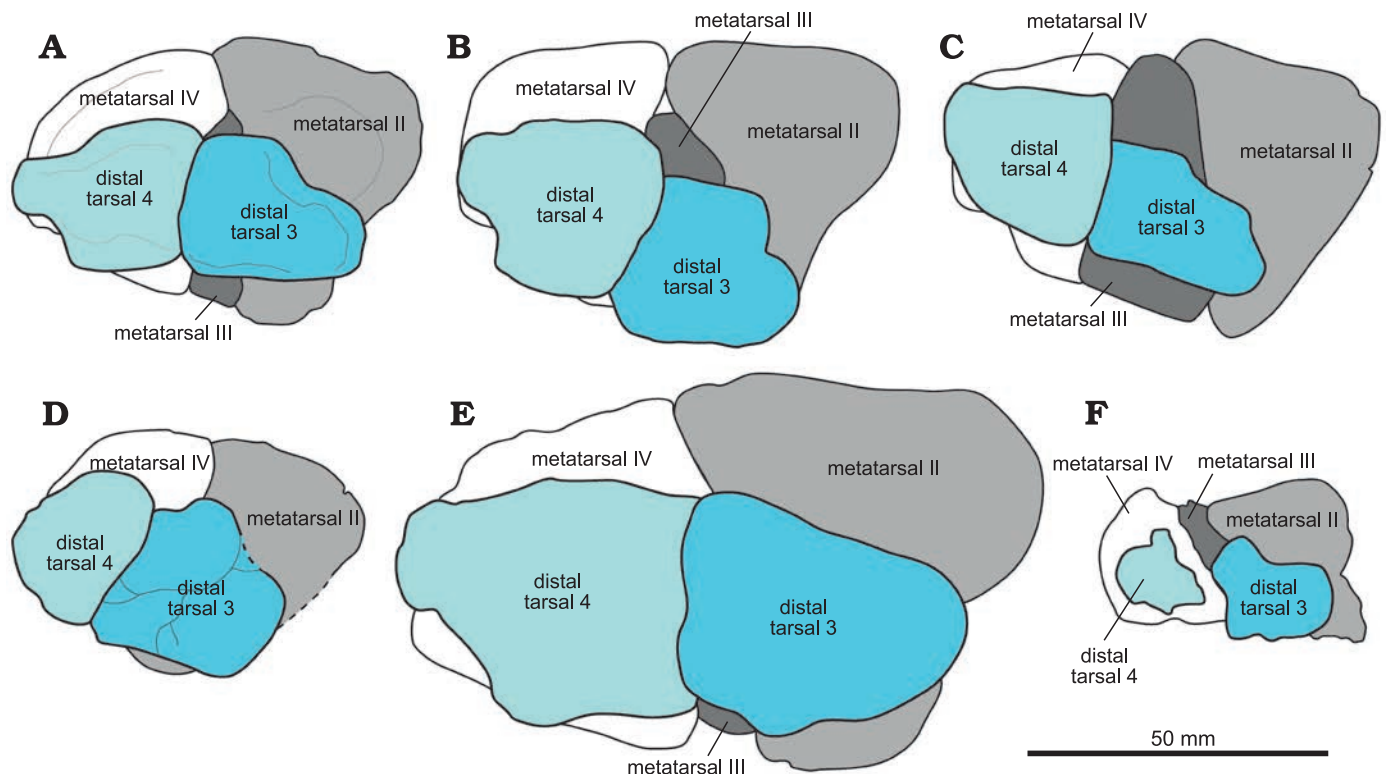 A
metatarsal IV
metatarsal II
distal
tarsal 4
distal
tarsal 3
metatarsal III
B
metatarsal III
metatarsal IV
metatarsal II
distal
tarsal 4
distal
tarsal 3
C
metatarsal IV
metatarsal II
distal
tarsal 4
distal
tarsal 3
metatarsal III
D
metatarsal IV
metatarsal II
distal
tarsal 4
distal
tarsal 3
E
metatarsal IV
metatarsal II
distal
tarsal 4
distal
tarsal 3
metatarsal III
F
metatarsal IV
metatarsal III
metatarsal II
distal
tarsal 3
distal
tarsal 4
50 mm